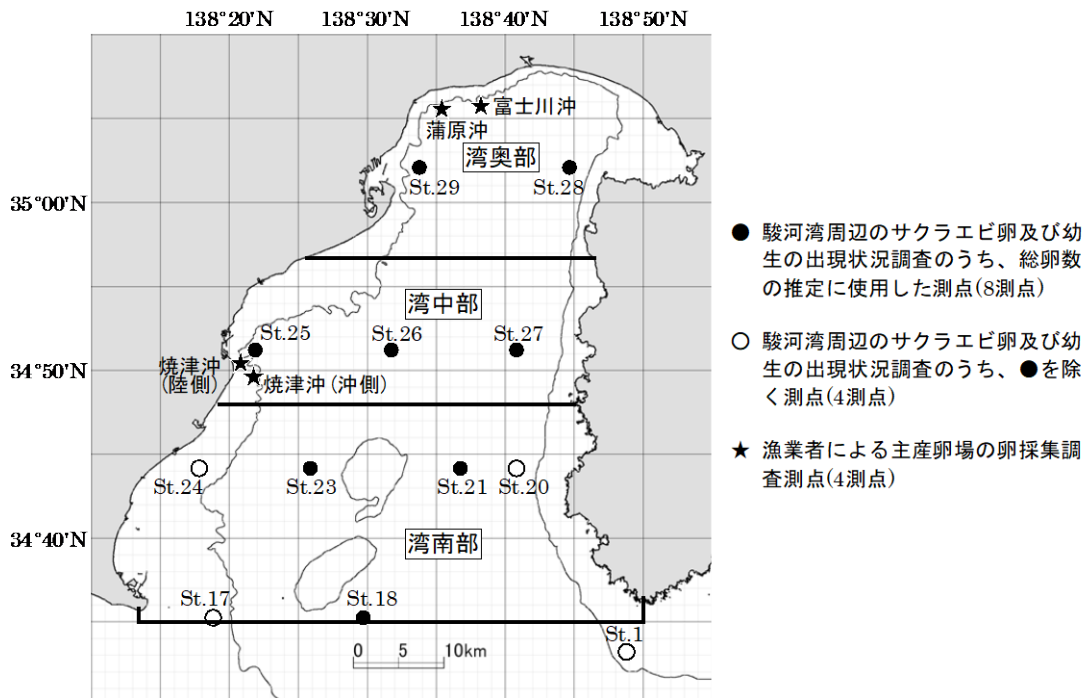 138°20'N 138°30'N 138°40'N 138°50'N
富士川沖
蒲原沖
湾奥部
St.29 St.28
35°00'N
湾中部
St.25 St.26 St.27
焼津沖
(陸側)
34°50'N
焼津沖(沖側)
St.24 St.23 St.21 St.20
34°40'N
湾南部
St.17 St.18
St.1
0 5 10km
● 駿河湾周辺のサクラエビ卵及び幼
生の出現状況調査のうち、総卵数
の推定に使用した測点(8測点)
○ 駿河湾周辺のサクラエビ卵及び幼
生の出現状況調査のうち、●を除
く測点(4測点)
★ 漁業者による主産卵場の卵採集調
査測点(4測点)